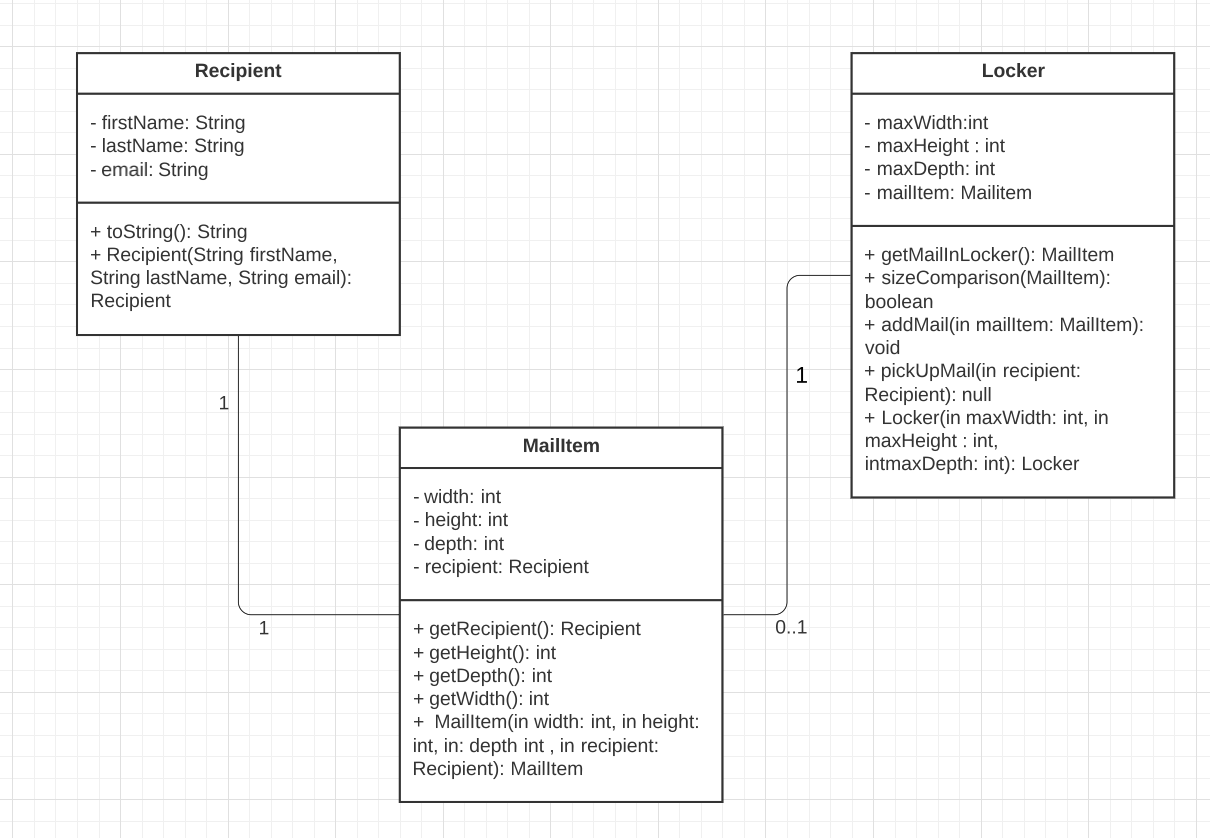 Recipient
- firstName: String
- lastName: String
- email: String
+ toString(): String
+ Recipient(String firstName,
String lastName, String email):
Recipient
1
1
MailItem
- width: int
- height: int
- depth: int
- recipient: Recipient
+ getRecipient(): Recipient
+ getHeight(): int
+ getDepth(): int
+ getWidth(): int
+ MailItem(in width: int, in height:
int, in: depth int , in recipient:
Recipient): MailItem
0..1
1
Locker
- maxWidth:int
- maxHeight : int
- maxDepth: int
- mailItem: Mailitem
+ getMailInLocker(): MailItem
+ sizeComparison(MailItem):
boolean
+ addMail(in mailItem: MailItem):
void
+ pickUpMail(in recipient:
Recipient): null
+ Locker(in maxWidth: int, in
maxHeight : int,
intmaxDepth: int): Locker